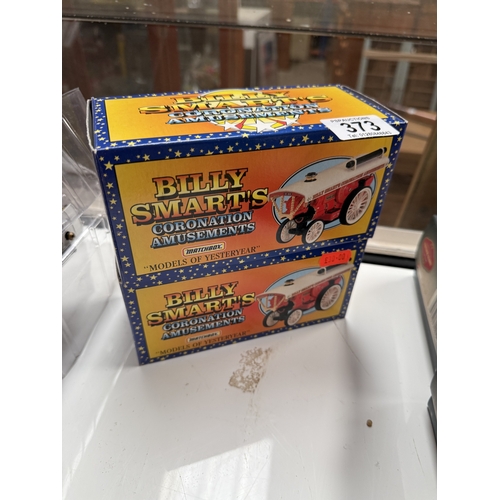 BILLY SMART'S
CORONATION
AMUSEMENTS
373
BILLY
SMART'S
CORONATION
AMUSEMENTS
MATCHBOX
"MODELS OF YESTERYEAR"
BILLY
SMART'S
CORONATION
AMUSEMENTS
MATCHBOX
"MODELS OF YESTERYEAR"